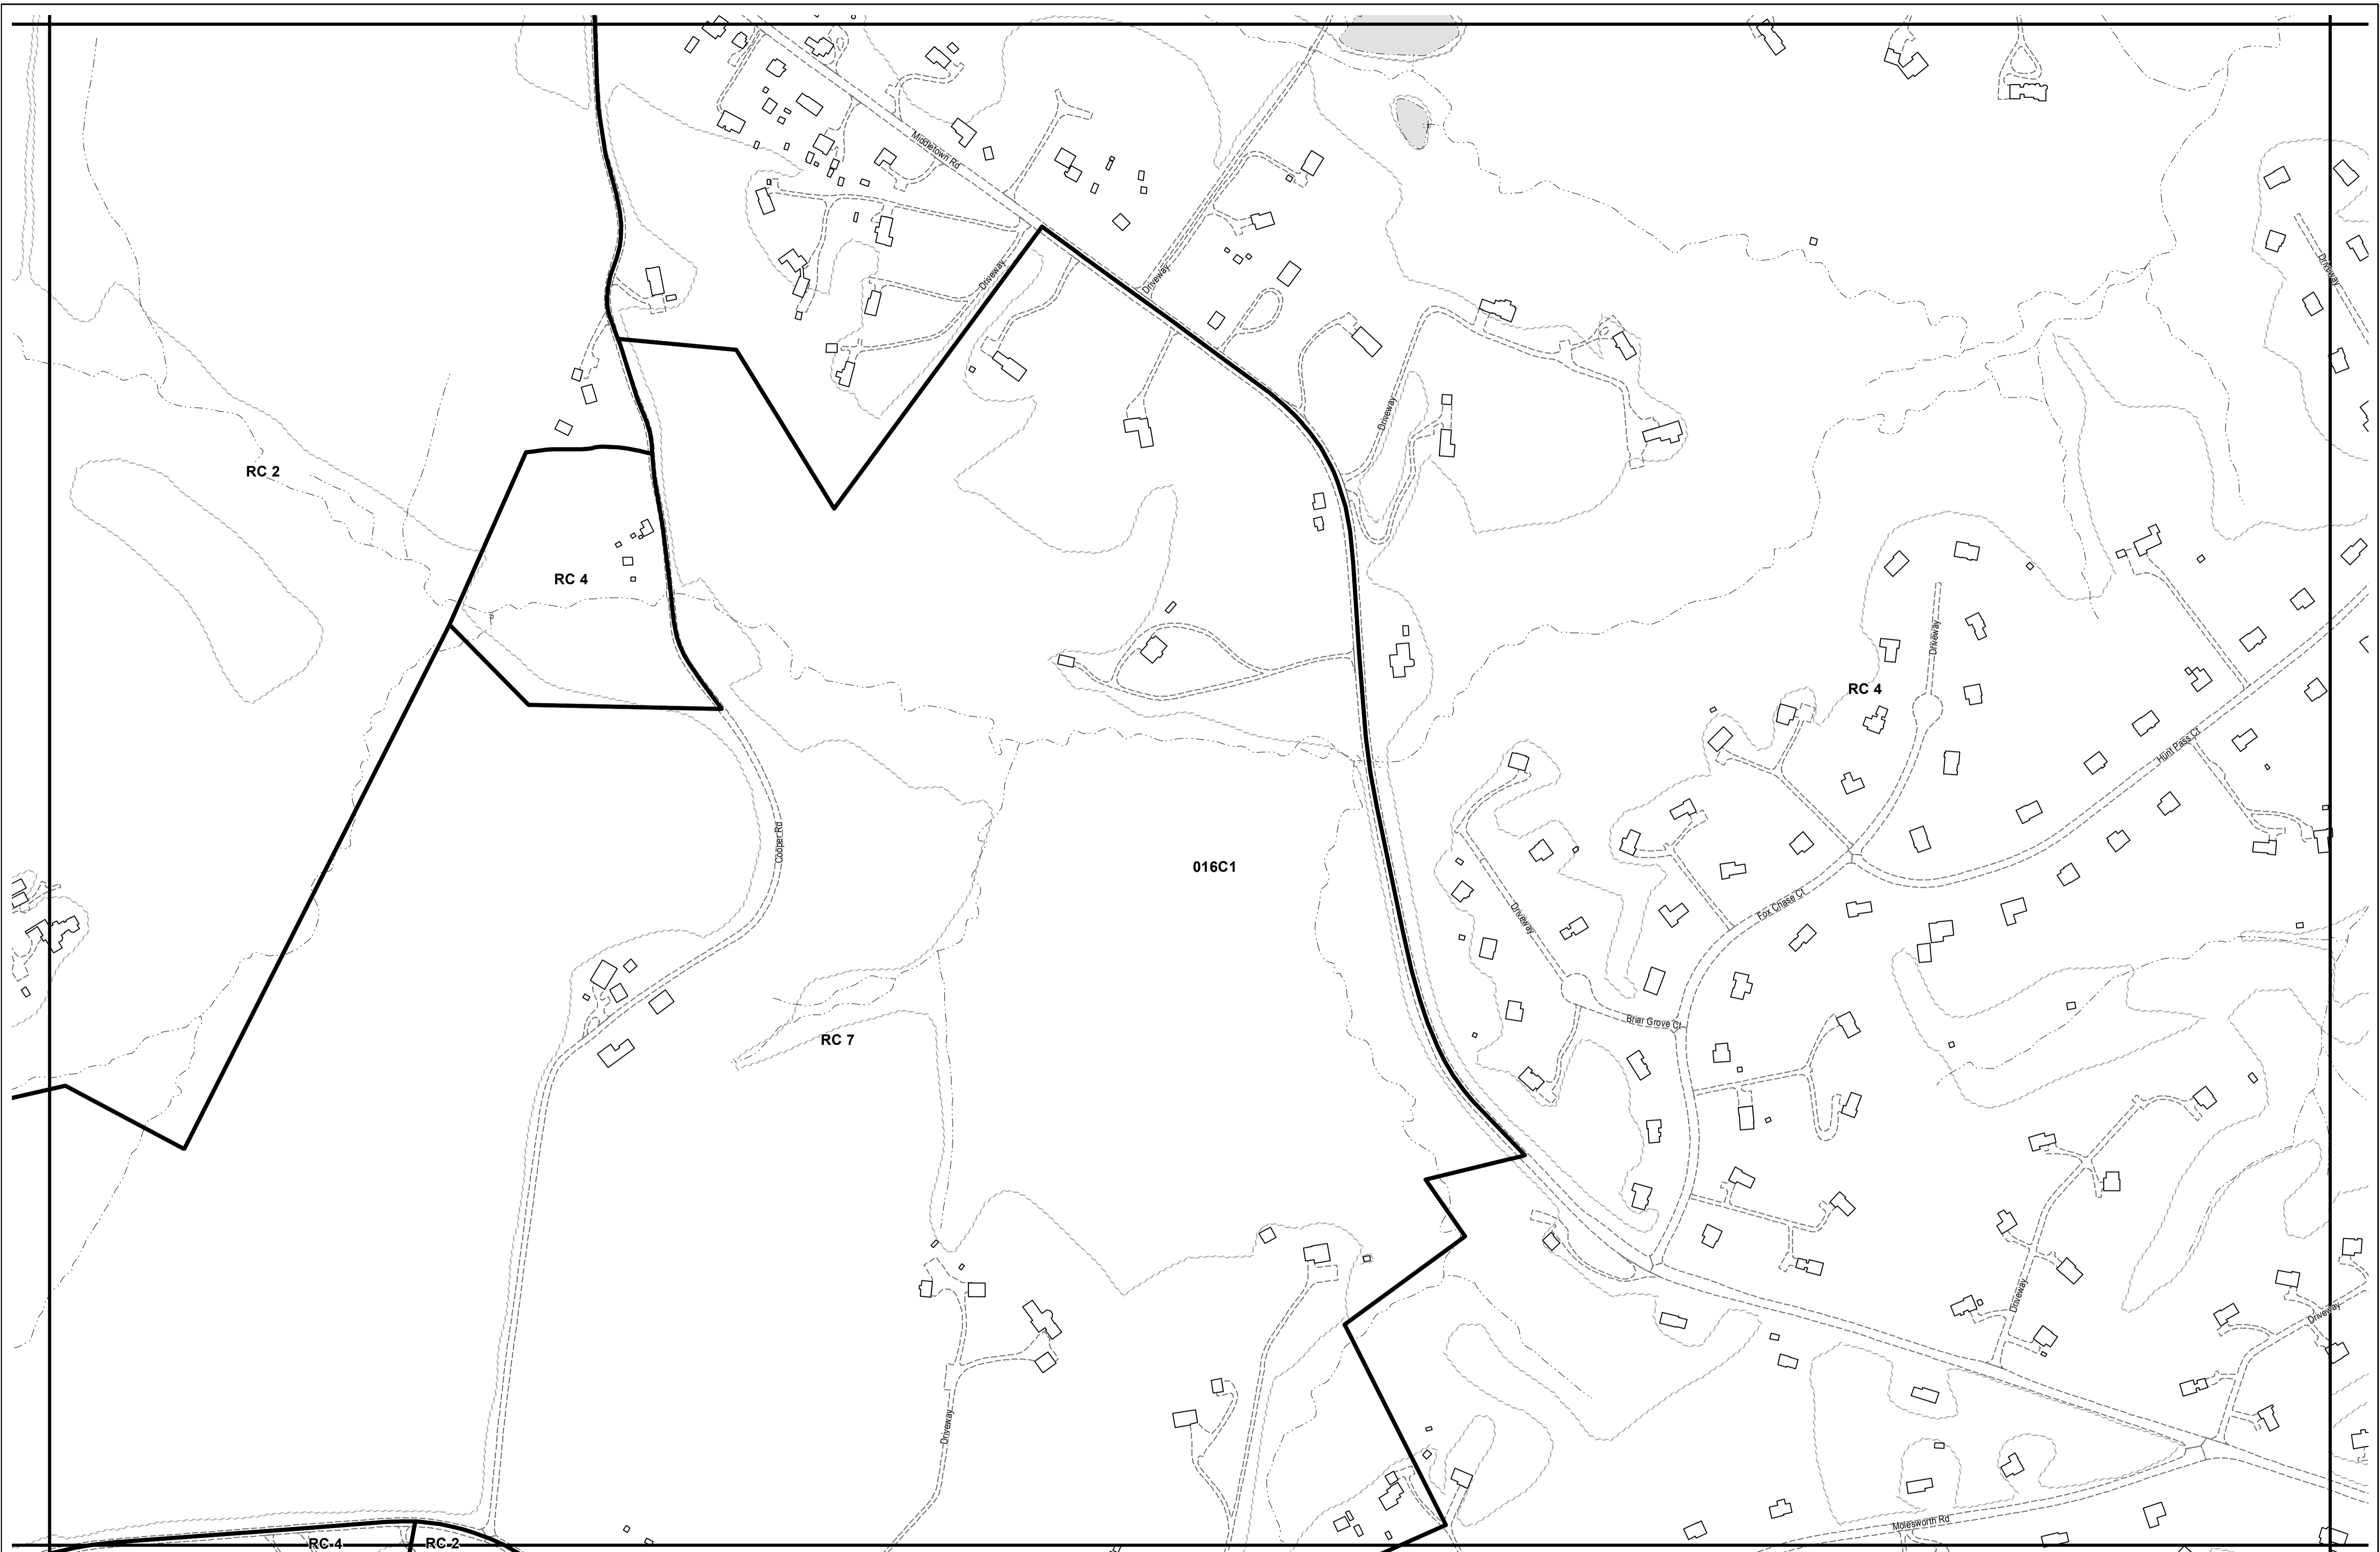 Middletown Rd
Driveway
Driveway
Driveway
Driveway
RC 2
RC 4
Driveway
RC 4
Hunt Pass Ct
Cooper Rd
016C1
Fox Chase Ct
Driveway
Briar Grove Ct
RC 7
Driveway
Driveway
Driveway
Molesworth Rd
RC 4
RC 2